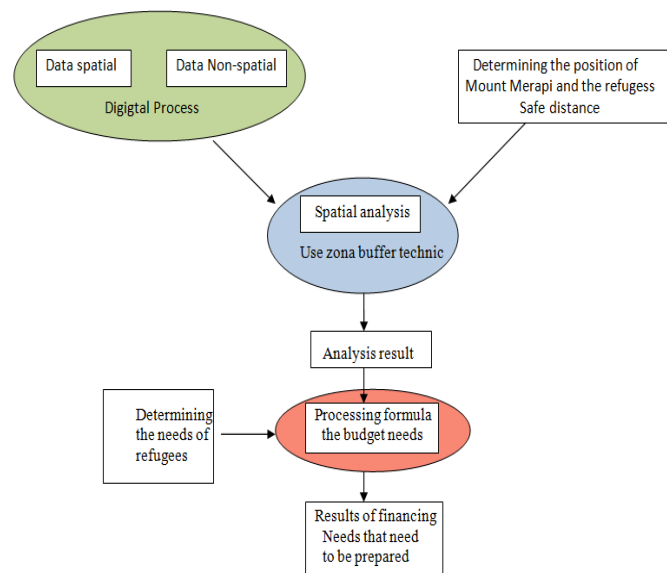 Data spatial
Data Non-spatial
Digigtal Process
Determining the position of
Mount Merapi and the refugess
Safe distance
Spatial analysis
Use zona buffer technic
Analysis result
Determining
the needs of
refugees
Processing formula
the budget needs
Results of financing
Needs that need
to be prepared